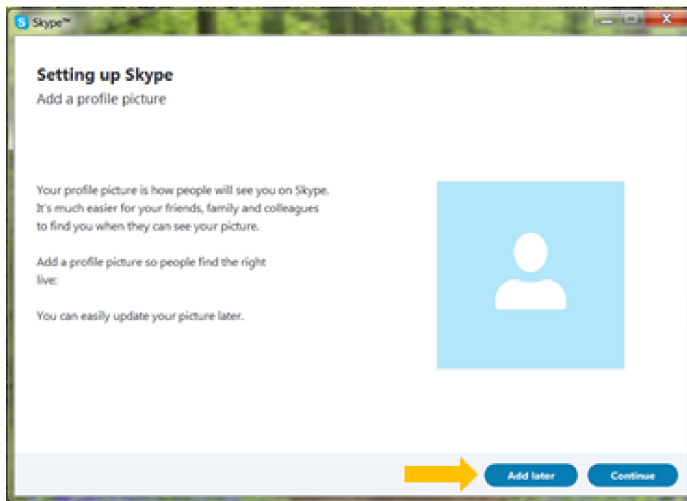 Skype™
Setting up Skype
Add a profile picture
Your profile picture is how people will see you on Skype.
It's much easier for your friends, family and colleagues
to find you when they can see your picture.
Add a profile picture so people find the right
live:
You can easily update your picture later.
Add later
Continue